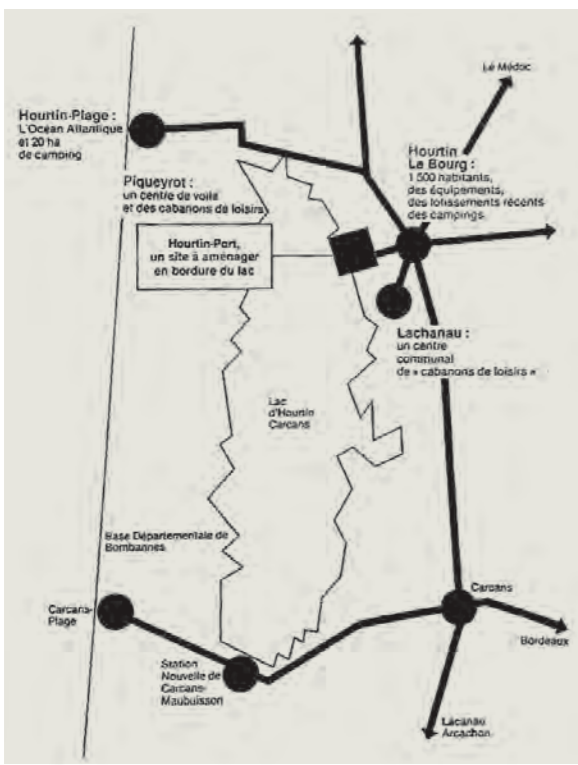 Le Médoc
Hourtin-Plage :
L'Océan Atlantique
et 20 ha
de camping
Hourtin
Le Bourg :
1 500 habitants,
des équipements,
des lotissements récents
des campings
Piqueyrot :
un centre de voile
et des cabanons de loisirs
Hourtin-Port,
un site à aménager
en bordure du lac
Lachanau :
un centre
communal
de « cabanons de loisirs »
Lac
d'Hourtin
Carcans
Base Départementale de
Bombannes
Carcans-
Plage
Carcans
Bordeaux
Station
Nouvelle de
Carcans-
Maubuisson
Lacanau
Arcachon